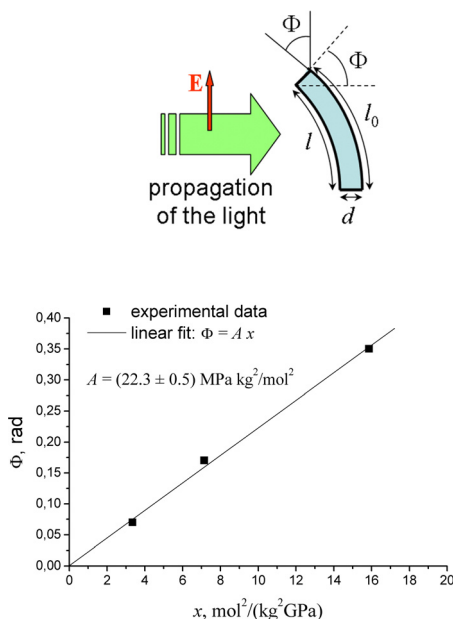 Φ
Φ
E
l
l₀
propagation
of the light
d
experimental data
linear fit: Φ = A x
A = (22.3 ± 0.5) MPa kg²/mol²
0,40
0,35
0,30
0,25
0,20
0,15
0,10
0,05
0,00
Φ, rad
0 2 4 6 8 10 12 14 16 18
x, mol²/(kg²GPa)